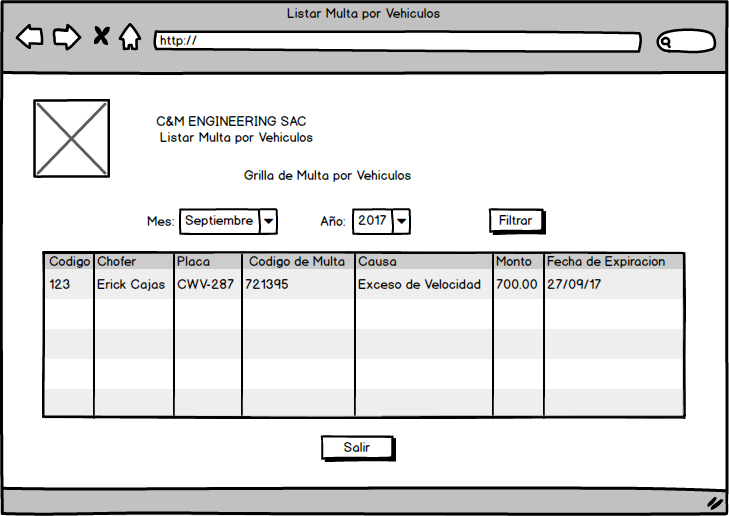 Listar Multa por Vehiculos
http://
C&M ENGINEERING SAC
Listar Multa por Vehiculos
Grilla de Multa por Vehiculos
Mes: Septiembre Año: 2017 Filtrar
Codigo Chofer Placa Codigo de Multa Causa Monto Fecha de Expiracion
123 Erick Cajas CWV-287 721395 Exceso de Velocidad 700.00 27/09/17
Salir